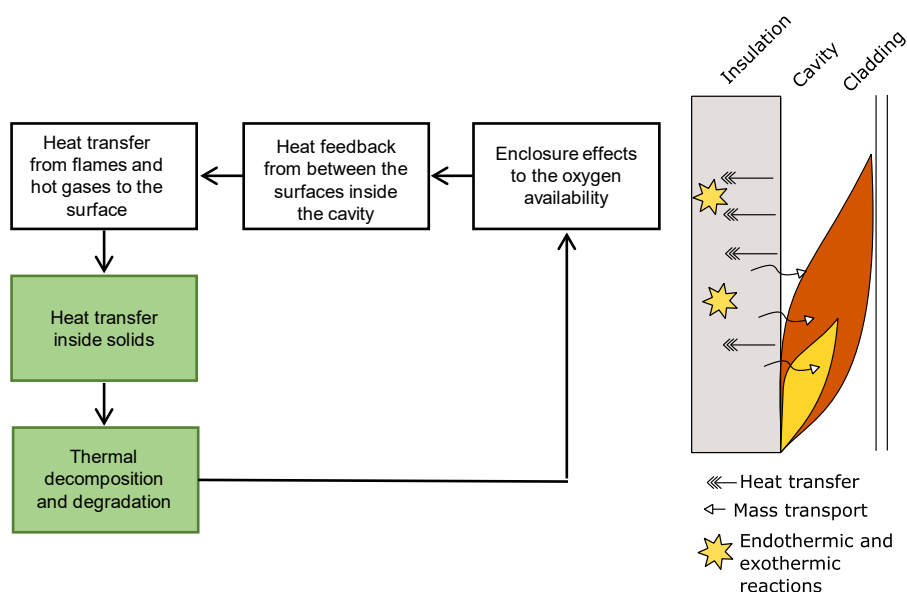 Heat transfer
from flames and
hot gases to the
surface
Heat feedback
from between the
surfaces inside
the cavity
Enclosure effects
to the oxygen
availability
Heat transfer
inside solids
Thermal
decomposition
and degradation
Insulation
Cavity
Cladding
Heat transfer
Mass transport
Endothermic and
exothermic
reactions